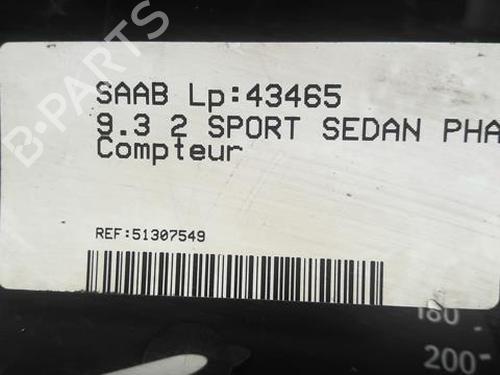 B-PARTS
SAAB Lp:43465
9.3 2 SPORT SEDAN PHA
Compteur
REF:51307549
180
200